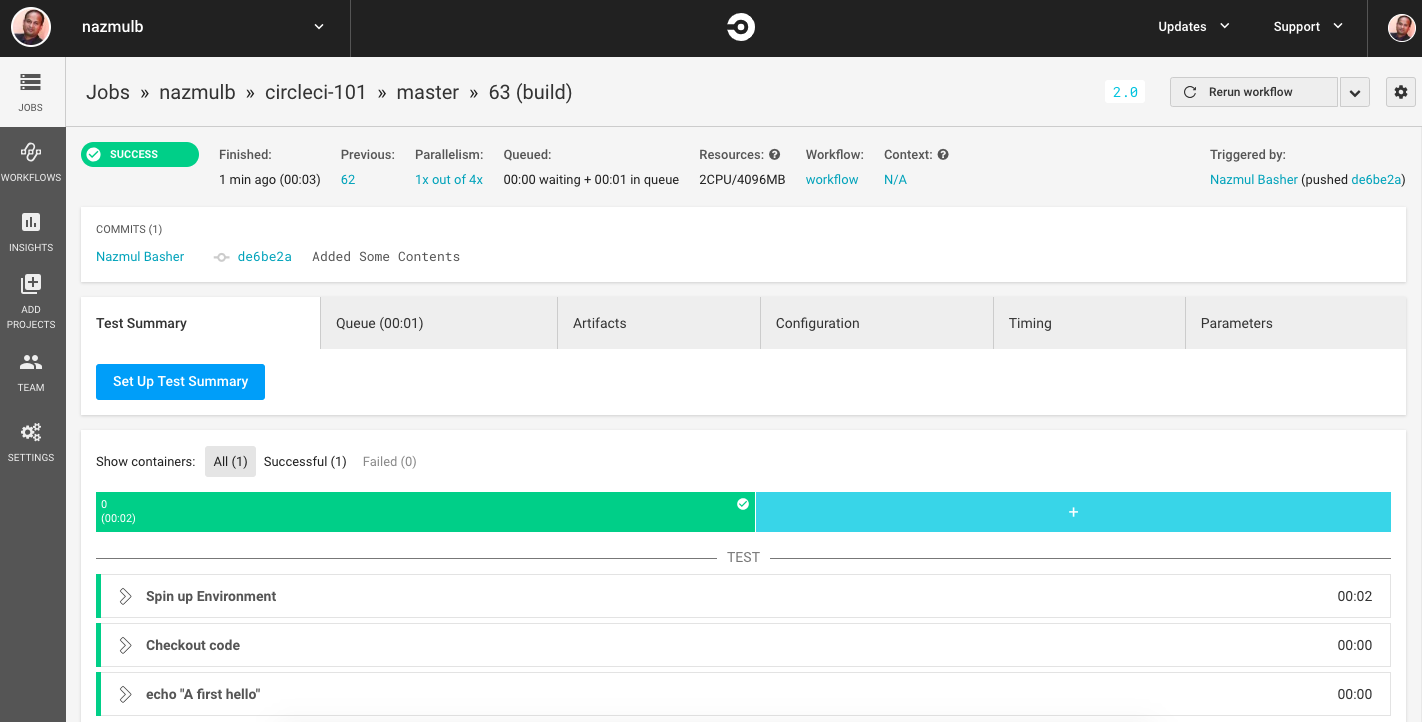 nazmulb
Updates
Support
JOBS
WORKFLOWS
INSIGHTS
ADD
PROJECTS
TEAM
SETTINGS
Jobs » nazmulb » circleci-101 » master » 63 (build)
2.0
Rerun workflow
SUCCESS
Finished:
1 min ago (00:03)
Previous:
62
Parallelism:
1x out of 4x
Queued:
00:00 waiting + 00:01 in queue
Resources: ?
2CPU/4096MB
Workflow:
workflow
Context: ?
N/A
Triggered by:
Nazmul Basher (pushed de6be2a)
COMMITS (1)
Nazmul Basher de6be2a Added Some Contents
Test Summary
Queue (00:01)
Artifacts
Configuration
Timing
Parameters
Set Up Test Summary
Show containers: All (1) Successful (1) Failed (0)
0
(00:02)
+
TEST
Spin up Environment 00:02
Checkout code 00:00
echo "A first hello" 00:00